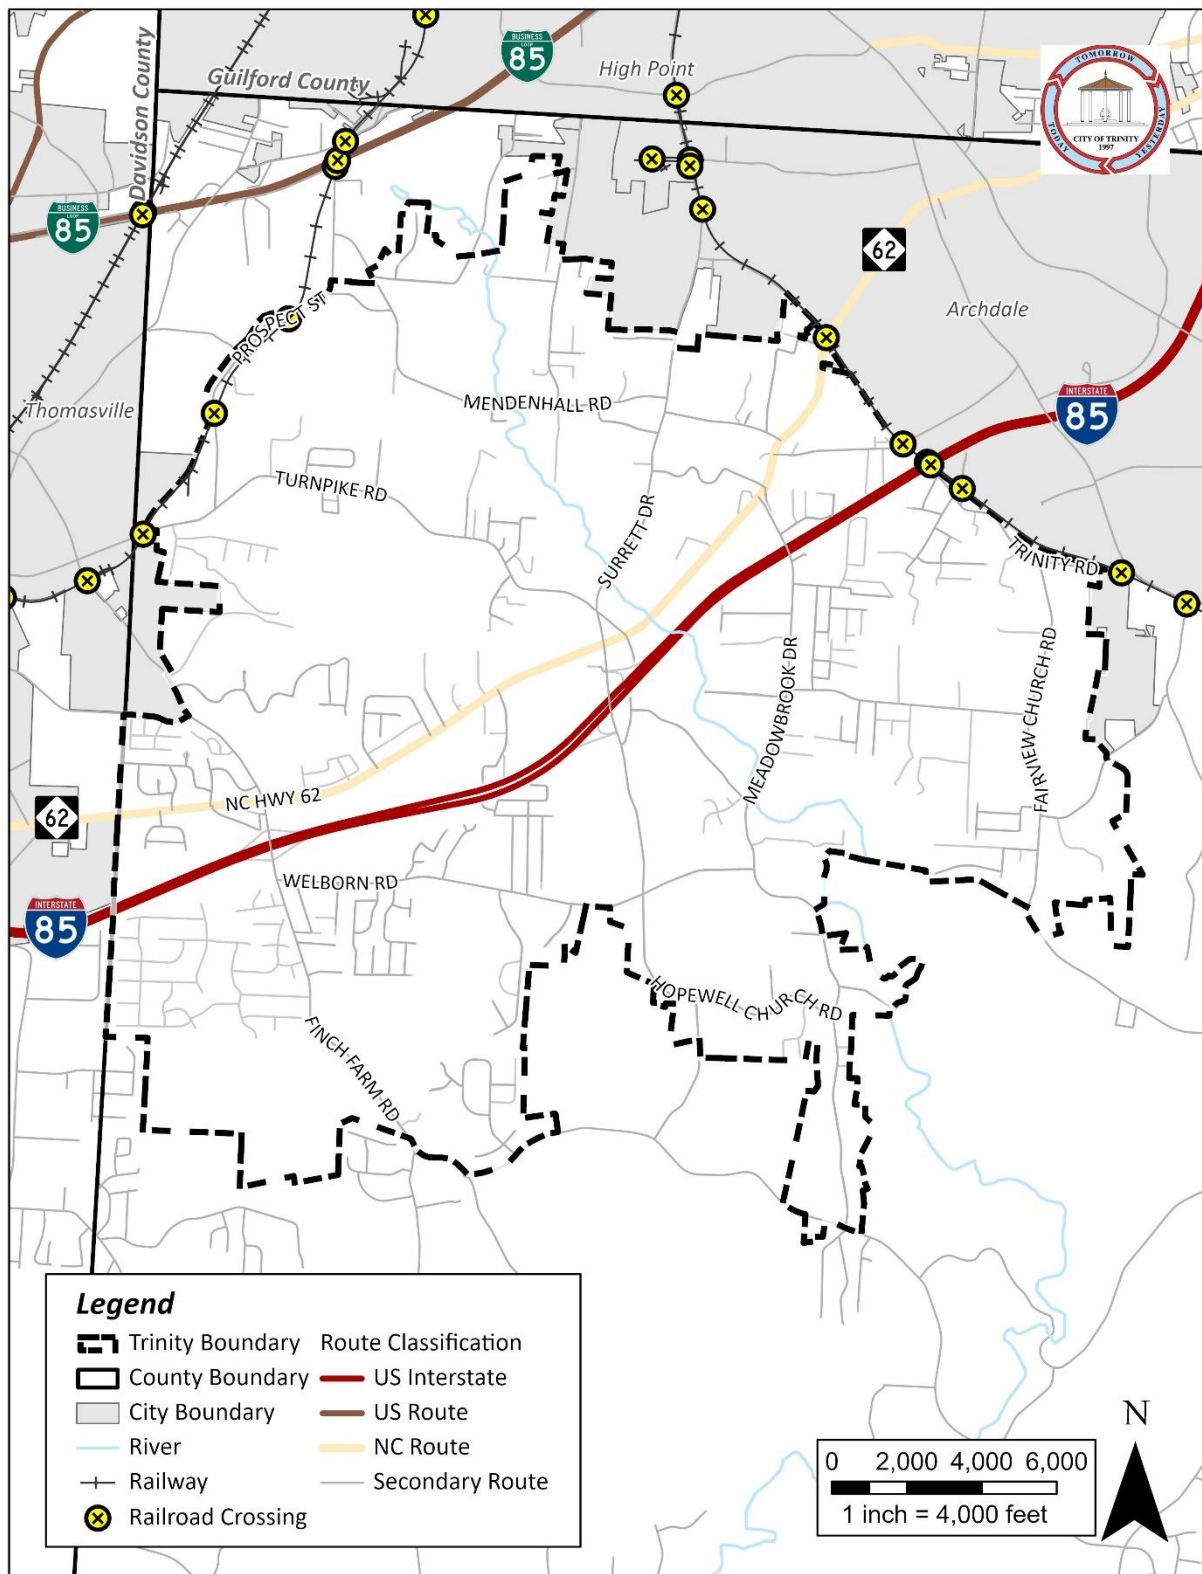 Davidson County
Guilford County
BUSINESS
LOOP
85
High Point
TOMORROW
TODAY
YESTERDAY
CITY OF TRINITY
1997
BUSINESS
LOOP
85
62
Archdale
PROSPECT ST
Thomasville
MENDENHALL RD
INTERSTATE
85
TURNPIKE RD
SURRETT DR
TRINITY RD
MEADOWBROOK DR
FAIRVIEW CHURCH RD
NC HWY 62
62
WELBORN RD
INTERSTATE
85
HOPEWELL CHURCH RD
FINCH FARM RD
Legend
Trinity Boundary
County Boundary
City Boundary
River
Railway
Railroad Crossing
Route Classification
US Interstate
US Route
NC Route
Secondary Route
N
0 2,000 4,000 6,000
1 inch = 4,000 feet